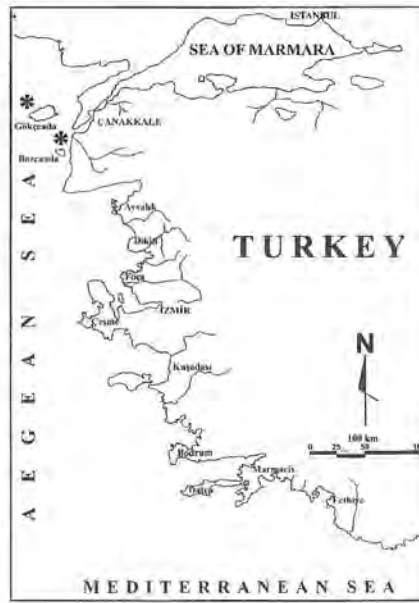 ISTANBUL
SEA OF MARMARA
ÇANAKKALE
*
Gökçeada
*
Bozcaada
Ayvalık
Dikili
TURKEY
Foça
İZMİR
Çeşme
N
Kuşadası
100 km
0 25 50 100
Bodrum
Marmaris
Datça
Fethiye
AEGEAN SEA
MEDITERRANEAN SEA